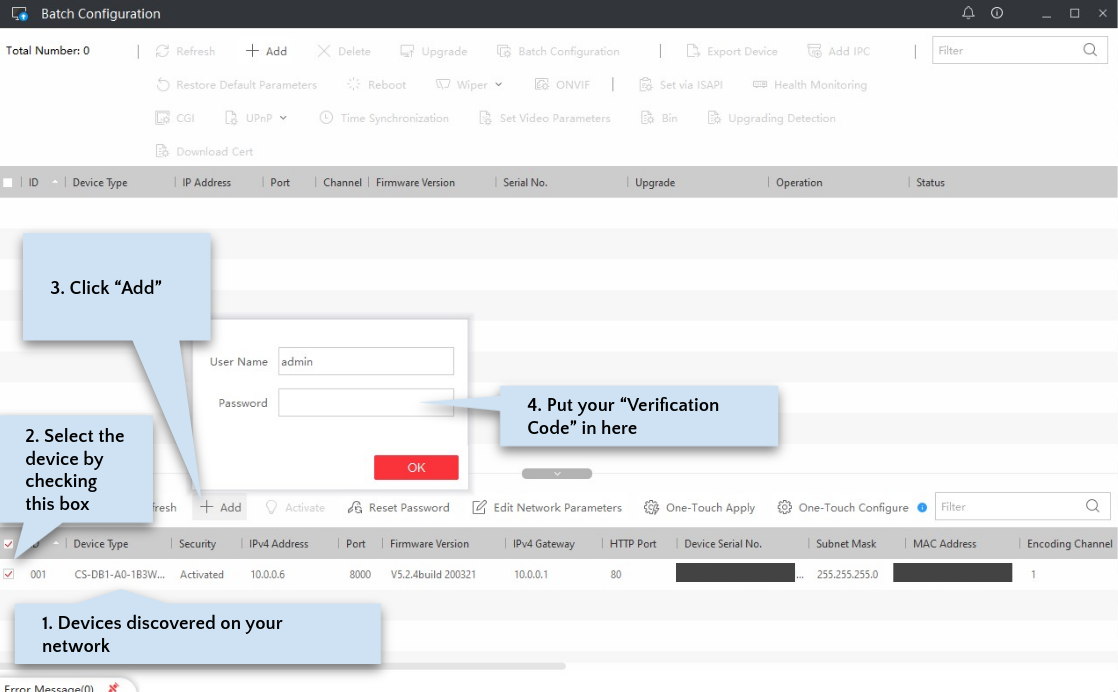 Batch Configuration
Total Number: 0
Refresh
Add
Delete
Upgrade
Batch Configuration
Export Device
Add IPC
Filter
Restore Default Parameters
Reboot
Wiper
ONVIF
Set via ISAPI
Health Monitoring
CGI
UPnP
Time Synchronization
Set Video Parameters
Bin
Upgrading Detection
Download Cert
ID
Device Type
IP Address
Port
Channel
Firmware Version
Serial No.
Upgrade
Operation
Status
3. Click “Add”
User Name
admin
Password
4. Put your “Verification
Code” in here
OK
2. Select the
device by
checking
this box
fresh
Add
Activate
Reset Password
Edit Network Parameters
One-Touch Apply
One-Touch Configure
Filter
Device Type
Security
IPv4 Address
Port
Firmware Version
IPv4 Gateway
HTTP Port
Device Serial No.
Subnet Mask
MAC Address
Encoding Channel
001
CS-DB1-A0-1B3W...
Activated
10.0.0.6
8000
V5.2.4build 200321
10.0.0.1
80
...
255.255.255.0
1
1. Devices discovered on your
network
Error Message(0)